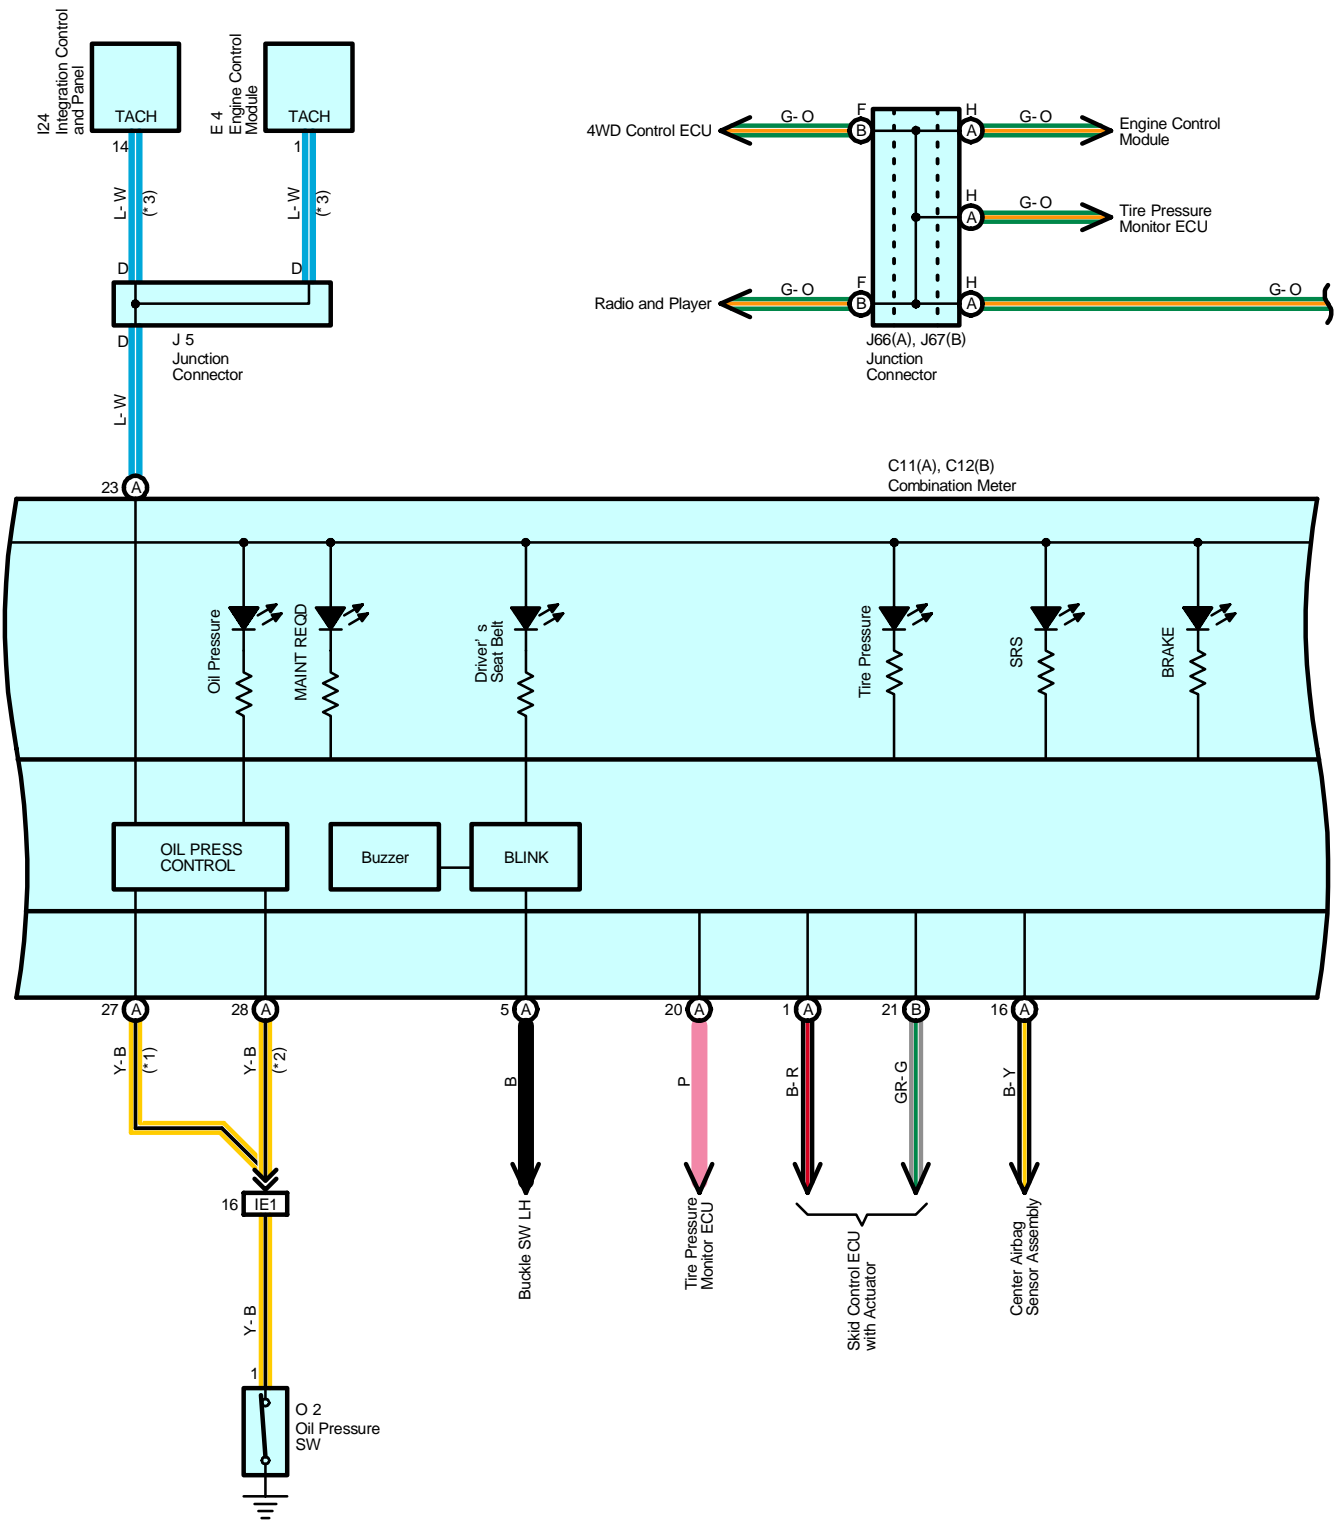 I24
Integration Control
and Panel
TACH
14
L-W
(*3)
D
E 4
Engine Control
Module
TACH
1
L-W
(*3)
D
D
J 5
Junction
Connector
L-W
4WD Control ECU
G-O
F
B
H
A
G-O
Engine Control
Module
H
A
G-O
Tire Pressure
Monitor ECU
Radio and Player
G-O
F
B
H
A
G-O
J66(A), J67(B)
Junction
Connector
C11(A), C12(B)
Combination Meter
23
A
Oil Pressure
MAINT REQD
Driver's
Seat Belt
Tire Pressure
SRS
BRAKE
OIL PRESS
CONTROL
Buzzer
BLINK
27
A
28
A
5
A
20
A
1
A
21
B
16
A
Y-B
(*1)
Y-B
(*2)
B
P
B-R
GR-G
B-Y
16
IE1
Buckle SW LH
Tire Pressure
Monitor ECU
Skid Control ECU
with Actuator
Center Airbag
Sensor Assembly
Y-B
1
O 2
Oil Pressure
SW